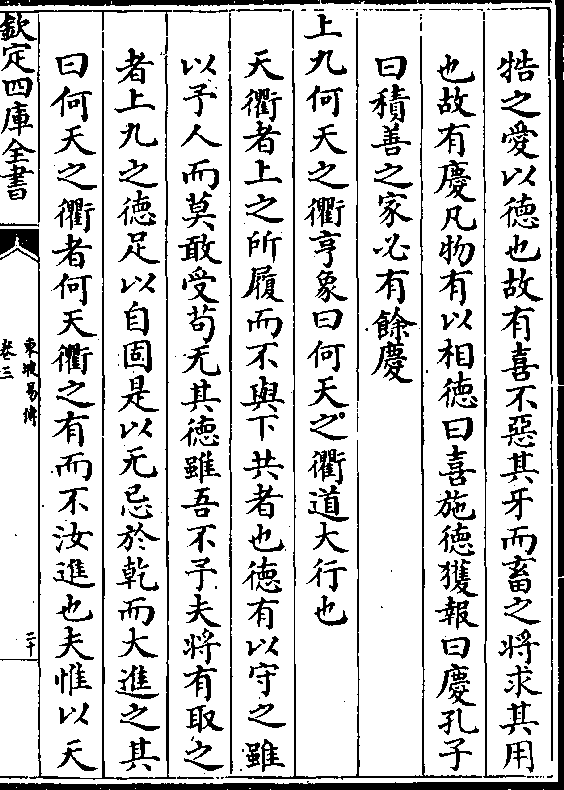 牿之愛以徳也故有喜不惡其牙而畜之将求其用
也故有慶凡物有以相徳曰喜施徳獲報曰慶孔子
曰積善之家必有餘慶
上九何天之衢亨象曰何天之衢道大行也
天衢者上之所履而不與下共者也徳有以守之雖
以予人而莫敢受苟无其徳雖吾不予夫将有取之
者上九之徳足以自固是以无忌於乾而大進之其
曰何天之衢者何天衢之有而不汝進也夫惟以天
欽定四庫全書
東坡易傳
卷三
二十